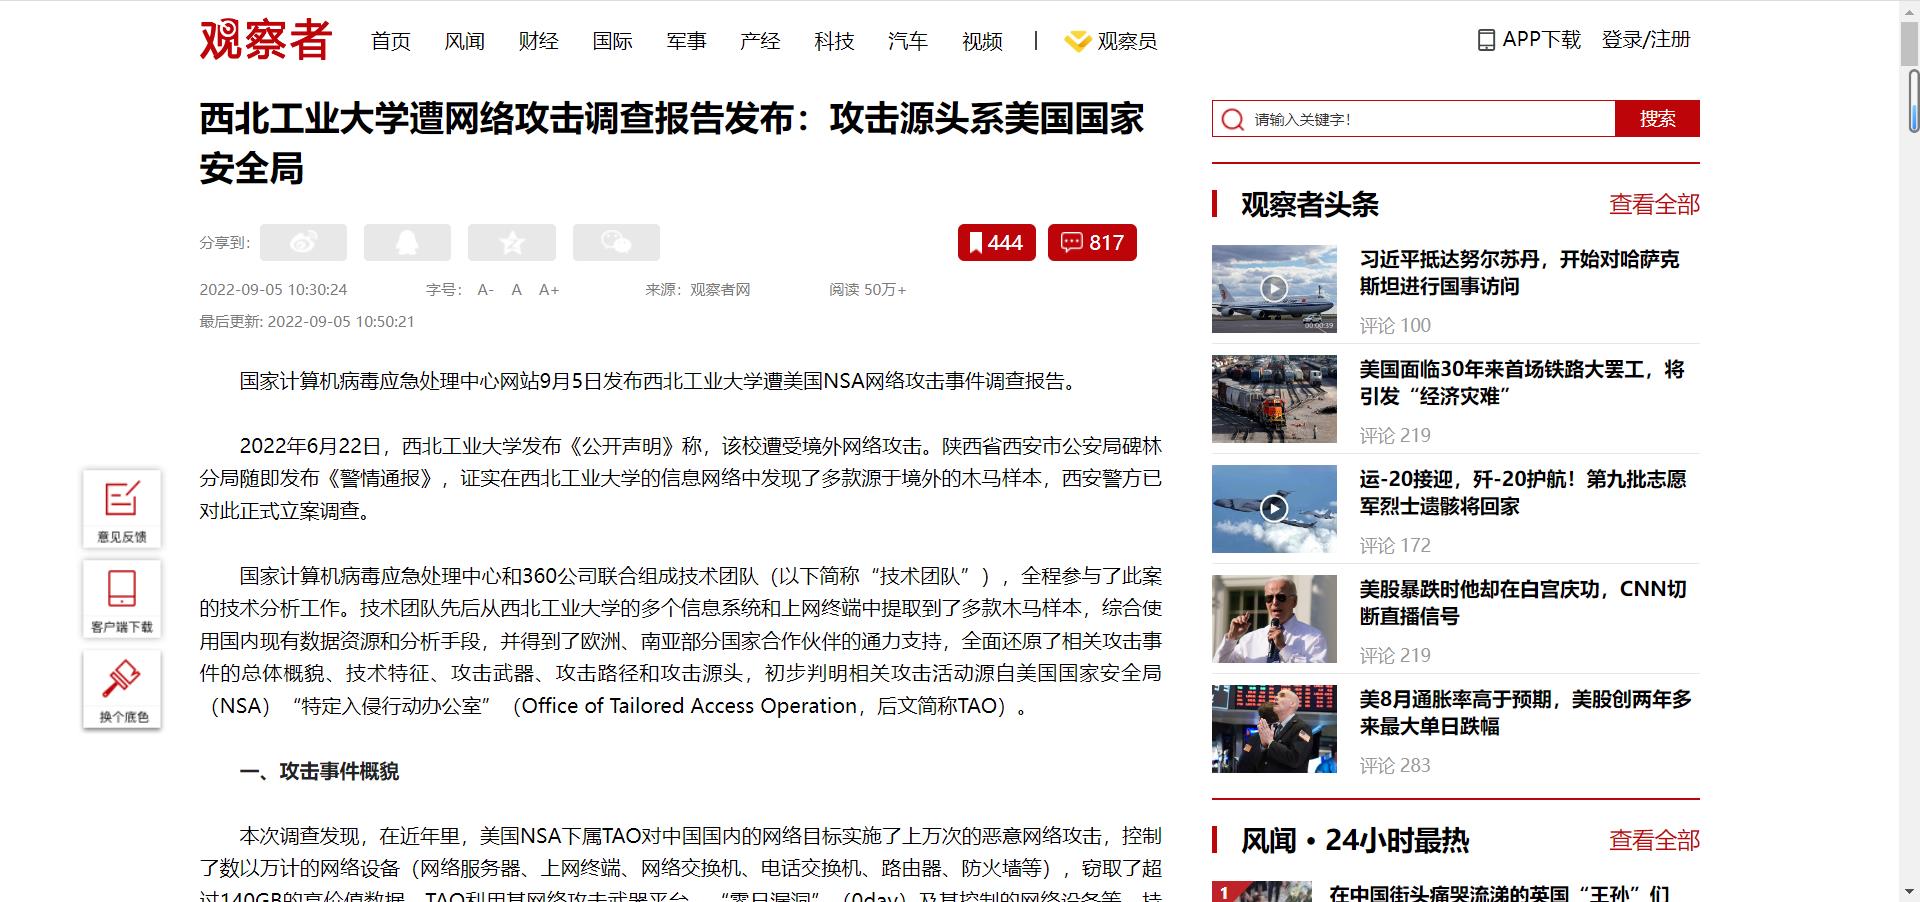 观察者
首页 风闻 财经 国际 军事 产经 科技 汽车 视频 | 观察员
APP下载 登录/注册
西北工业大学遭网络攻击调查报告发布：攻击源头系美国国家
安全局
分享到:
444
817
2022-09-05 10:30:24 字号： A- A A+ 来源：观察者网 阅读 50万+
最后更新: 2022-09-05 10:50:21
国家计算机病毒应急处理中心网站9月5日发布西北工业大学遭美国NSA网络攻击事件调查报告。
2022年6月22日，西北工业大学发布《公开声明》称，该校遭受境外网络攻击。陕西省西安市公安局碑林
分局随即发布《警情通报》，证实在西北工业大学的信息网络中发现了多款源于境外的木马样本，西安警方已
对此正式立案调查。
国家计算机病毒应急处理中心和360公司联合组成技术团队（以下简称“技术团队”），全程参与了此案
的技术分析工作。技术团队先后从西北工业大学的多个信息系统和上网终端中提取到了多款木马样本，综合使
用国内现有数据资源和分析手段，并得到了欧洲、南亚部分国家合作伙伴的通力支持，全面还原了相关攻击事
件的总体概貌、技术特征、攻击武器、攻击路径和攻击源头，初步判明相关攻击活动源自美国国家安全局
（NSA）“特定入侵行动办公室”（Office of Tailored Access Operation，后文简称TAO）。
一、攻击事件概貌
本次调查发现，在近年里，美国NSA下属TAO对中国国内的网络目标实施了上万次的恶意网络攻击，控制
了数以万计的网络设备（网络服务器、上网终端、网络交换机、电话交换机、路由器、防火墙等），窃取了超
过140GB的高价值数据。TAO利用其网络攻击武器平台、“零日漏洞”（0day）及其控制的网络设备等，持
意见反馈
客户端下载
换个底色
请输入关键字！
搜索
观察者头条 查看全部
习近平抵达努尔苏丹，开始对哈萨克
斯坦进行国事访问
00:00:39
评论 100
美国面临30年来首场铁路大罢工，将
引发“经济灾难”
评论 219
运-20接迎，歼-20护航！第九批志愿
军烈士遗骸将回家
评论 172
美股暴跌时他却在白宫庆功，CNN切
断直播信号
评论 219
美8月通胀率高于预期，美股创两年多
来最大单日跌幅
评论 283
风闻·24小时最热 查看全部
1
在中国街头痛哭流涕的英国“王孙”们